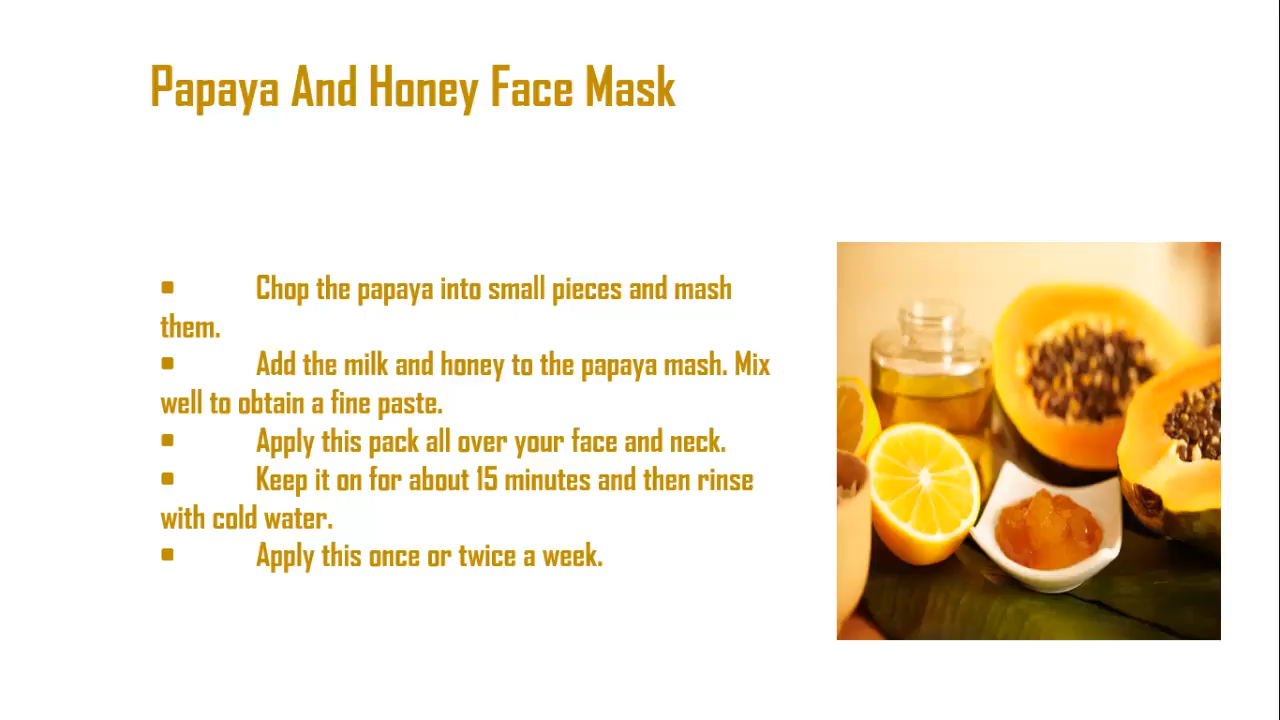 Papaya And Honey Face Mask
▪ Chop the papaya into small pieces and mash
them.
▪ Add the milk and honey to the papaya mash. Mix
well to obtain a fine paste.
▪ Apply this pack all over your face and neck.
▪ Keep it on for about 15 minutes and then rinse
with cold water.
▪ Apply this once or twice a week.